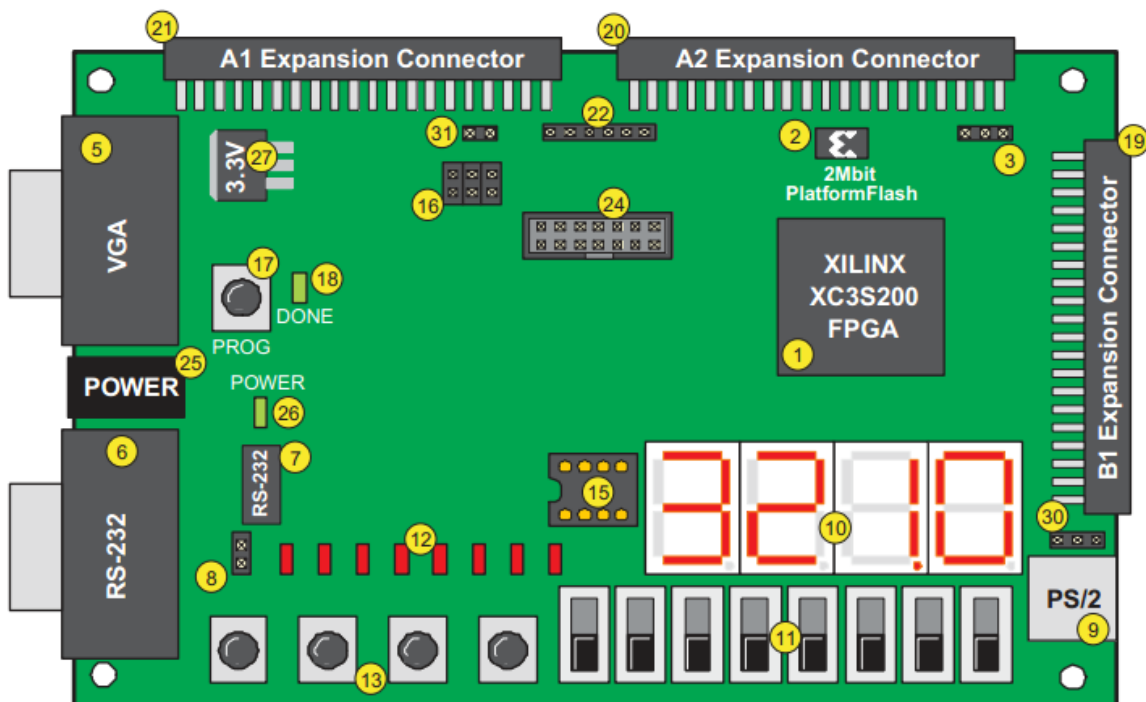 21
A1 Expansion Connector
20
A2 Expansion Connector
5
VGA
27
3.3V
31
22
2
2Mbit
PlatformFlash
3
19
B1 Expansion Connector
16
24
17
PROG
18
DONE
XILINX
XC3S200
FPGA
1
25
POWER
POWER
26
6
RS-232
7
RS-232
8
12
15
3210
10
30
PS/2
9
13
11